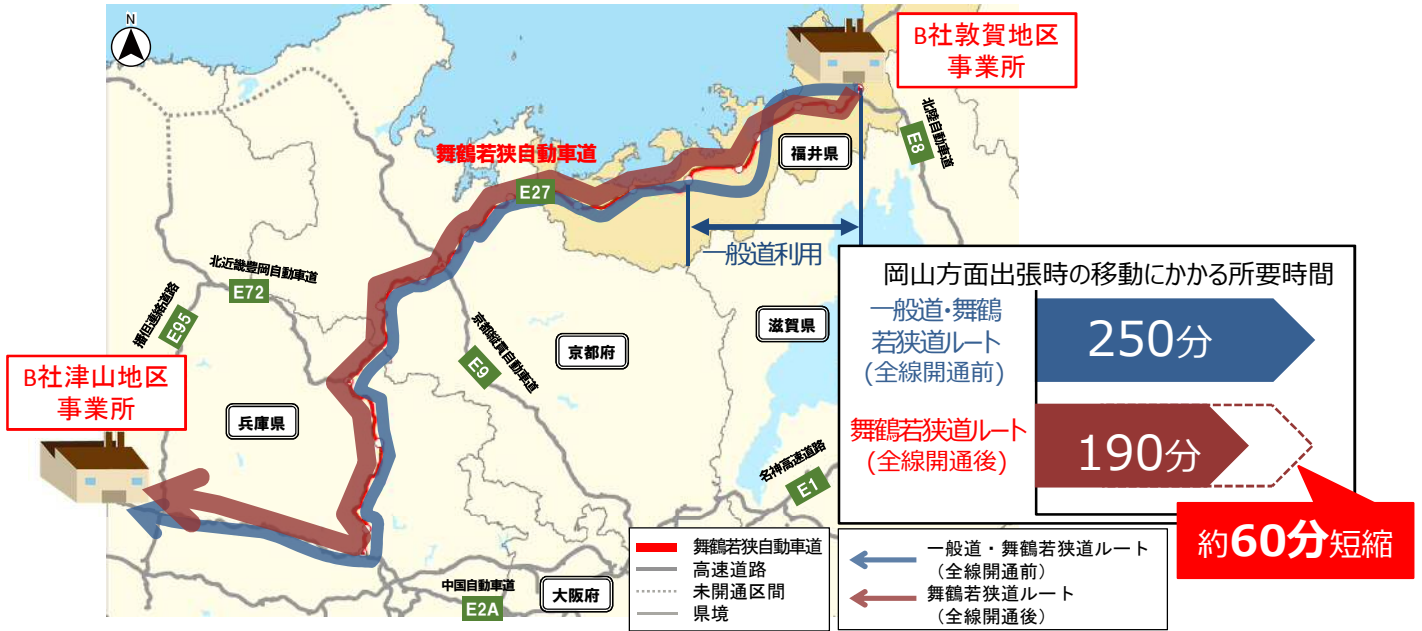 N
B社敦賀地区
事業所
北陸自動車道
E8
福井県
舞鶴若狭自動車道
E27
一般道利用
北近畿豊岡自動車道
E72
播但連絡道路
E95
京都縦貫自動車道
E9
京都府
滋賀県
B社津山地区
事業所
兵庫県
名神高速道路
E1
中国自動車道
E2A
大阪府
岡山方面出張時の移動にかかる所要時間
一般道・舞鶴
若狭道ルート
(全線開通前)
250分
舞鶴若狭道ルート
(全線開通後)
190分
約60分短縮
舞鶴若狭自動車道
高速道路
未開通区間
県境
一般道・舞鶴若狭道ルート
(全線開通前)
舞鶴若狭道ルート
(全線開通後)